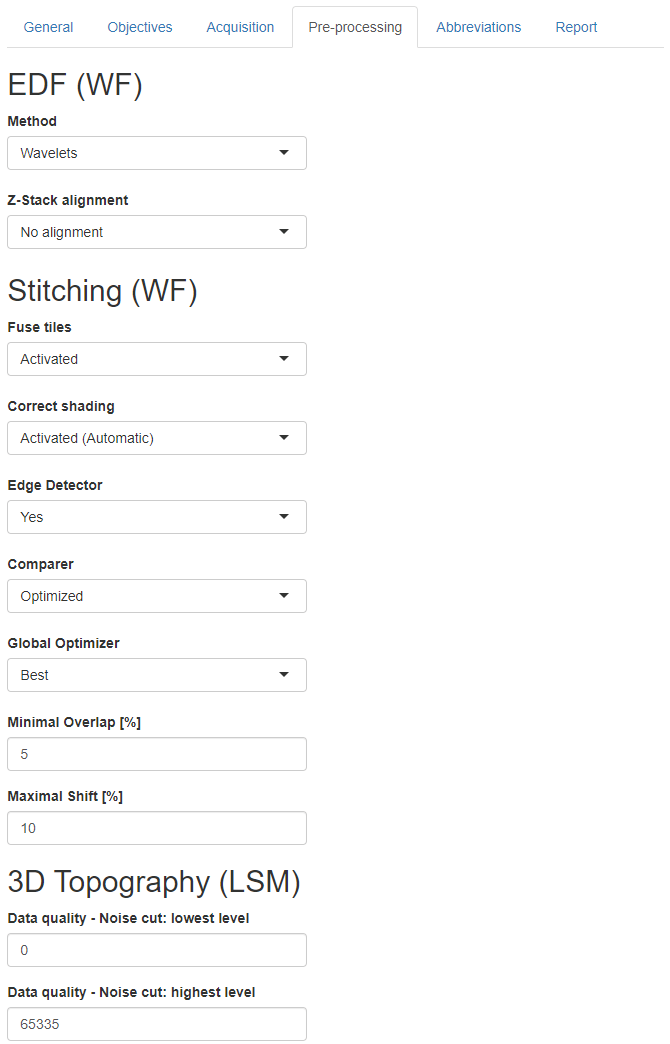 General Objectives Acquisition Pre-processing Abbreviations Report
EDF (WF)
Method
Wavelets
Z-Stack alignment
No alignment
Stitching (WF)
Fuse tiles
Activated
Correct shading
Activated (Automatic)
Edge Detector
Yes
Comparer
Optimized
Global Optimizer
Best
Minimal Overlap [%]
5
Maximal Shift [%]
10
3D Topography (LSM)
Data quality - Noise cut: lowest level
0
Data quality - Noise cut: highest level
65335